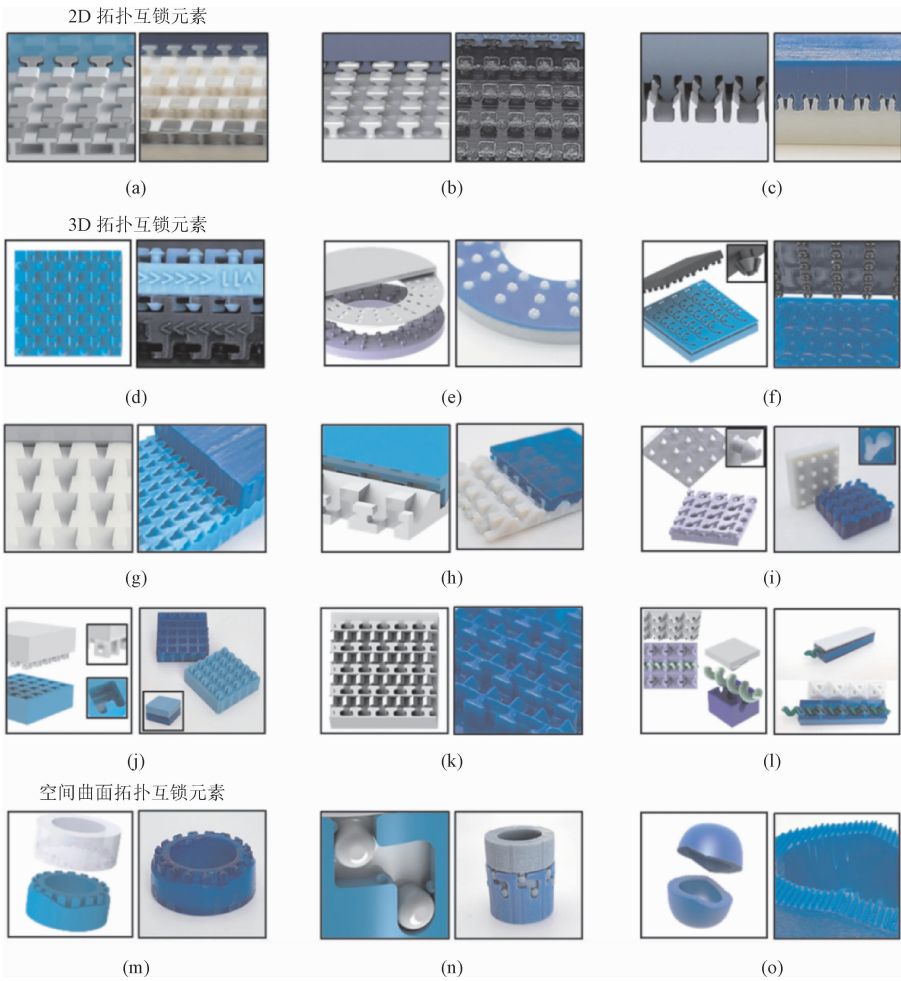 2D 拓扑互锁元素
(a) (b) (c)
3D 拓扑互锁元素
V11
(d) (e) (f)
(g) (h) (i)
(j) (k) (l)
空间曲面拓扑互锁元素
(m) (n) (o)